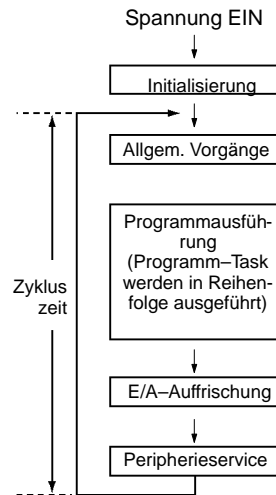 Spannung EIN
Initialisierung
Allgem. Vorgänge
Programmausfüh-
rung
(Programm–Task
werden in Reihen-
folge ausgeführt)
Zyklus
zeit
E/A–Auffrischung
Peripherieservice